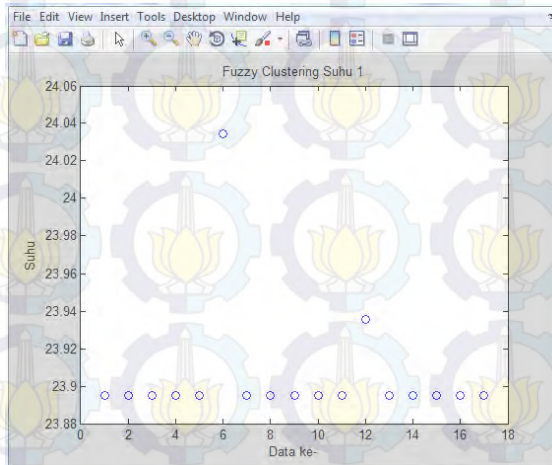 File Edit View Insert Tools Desktop Window Help
Fuzzy Clustering Suhu 1
24.06
24.04
24.02
24
23.98
23.96
23.94
23.92
23.9
23.88
Suhu
0 2 4 6 8 10 12 14 16 18
Data ke-